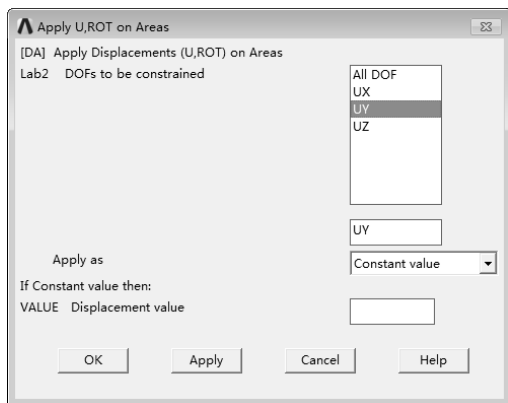 Apply U,ROT on Areas
[DA] Apply Displacements (U,ROT) on Areas
Lab2 DOFs to be constrained
All DOF
UX
UY
UZ
UY
Apply as
Constant value
If Constant value then:
VALUE Displacement value
OK Apply Cancel Help